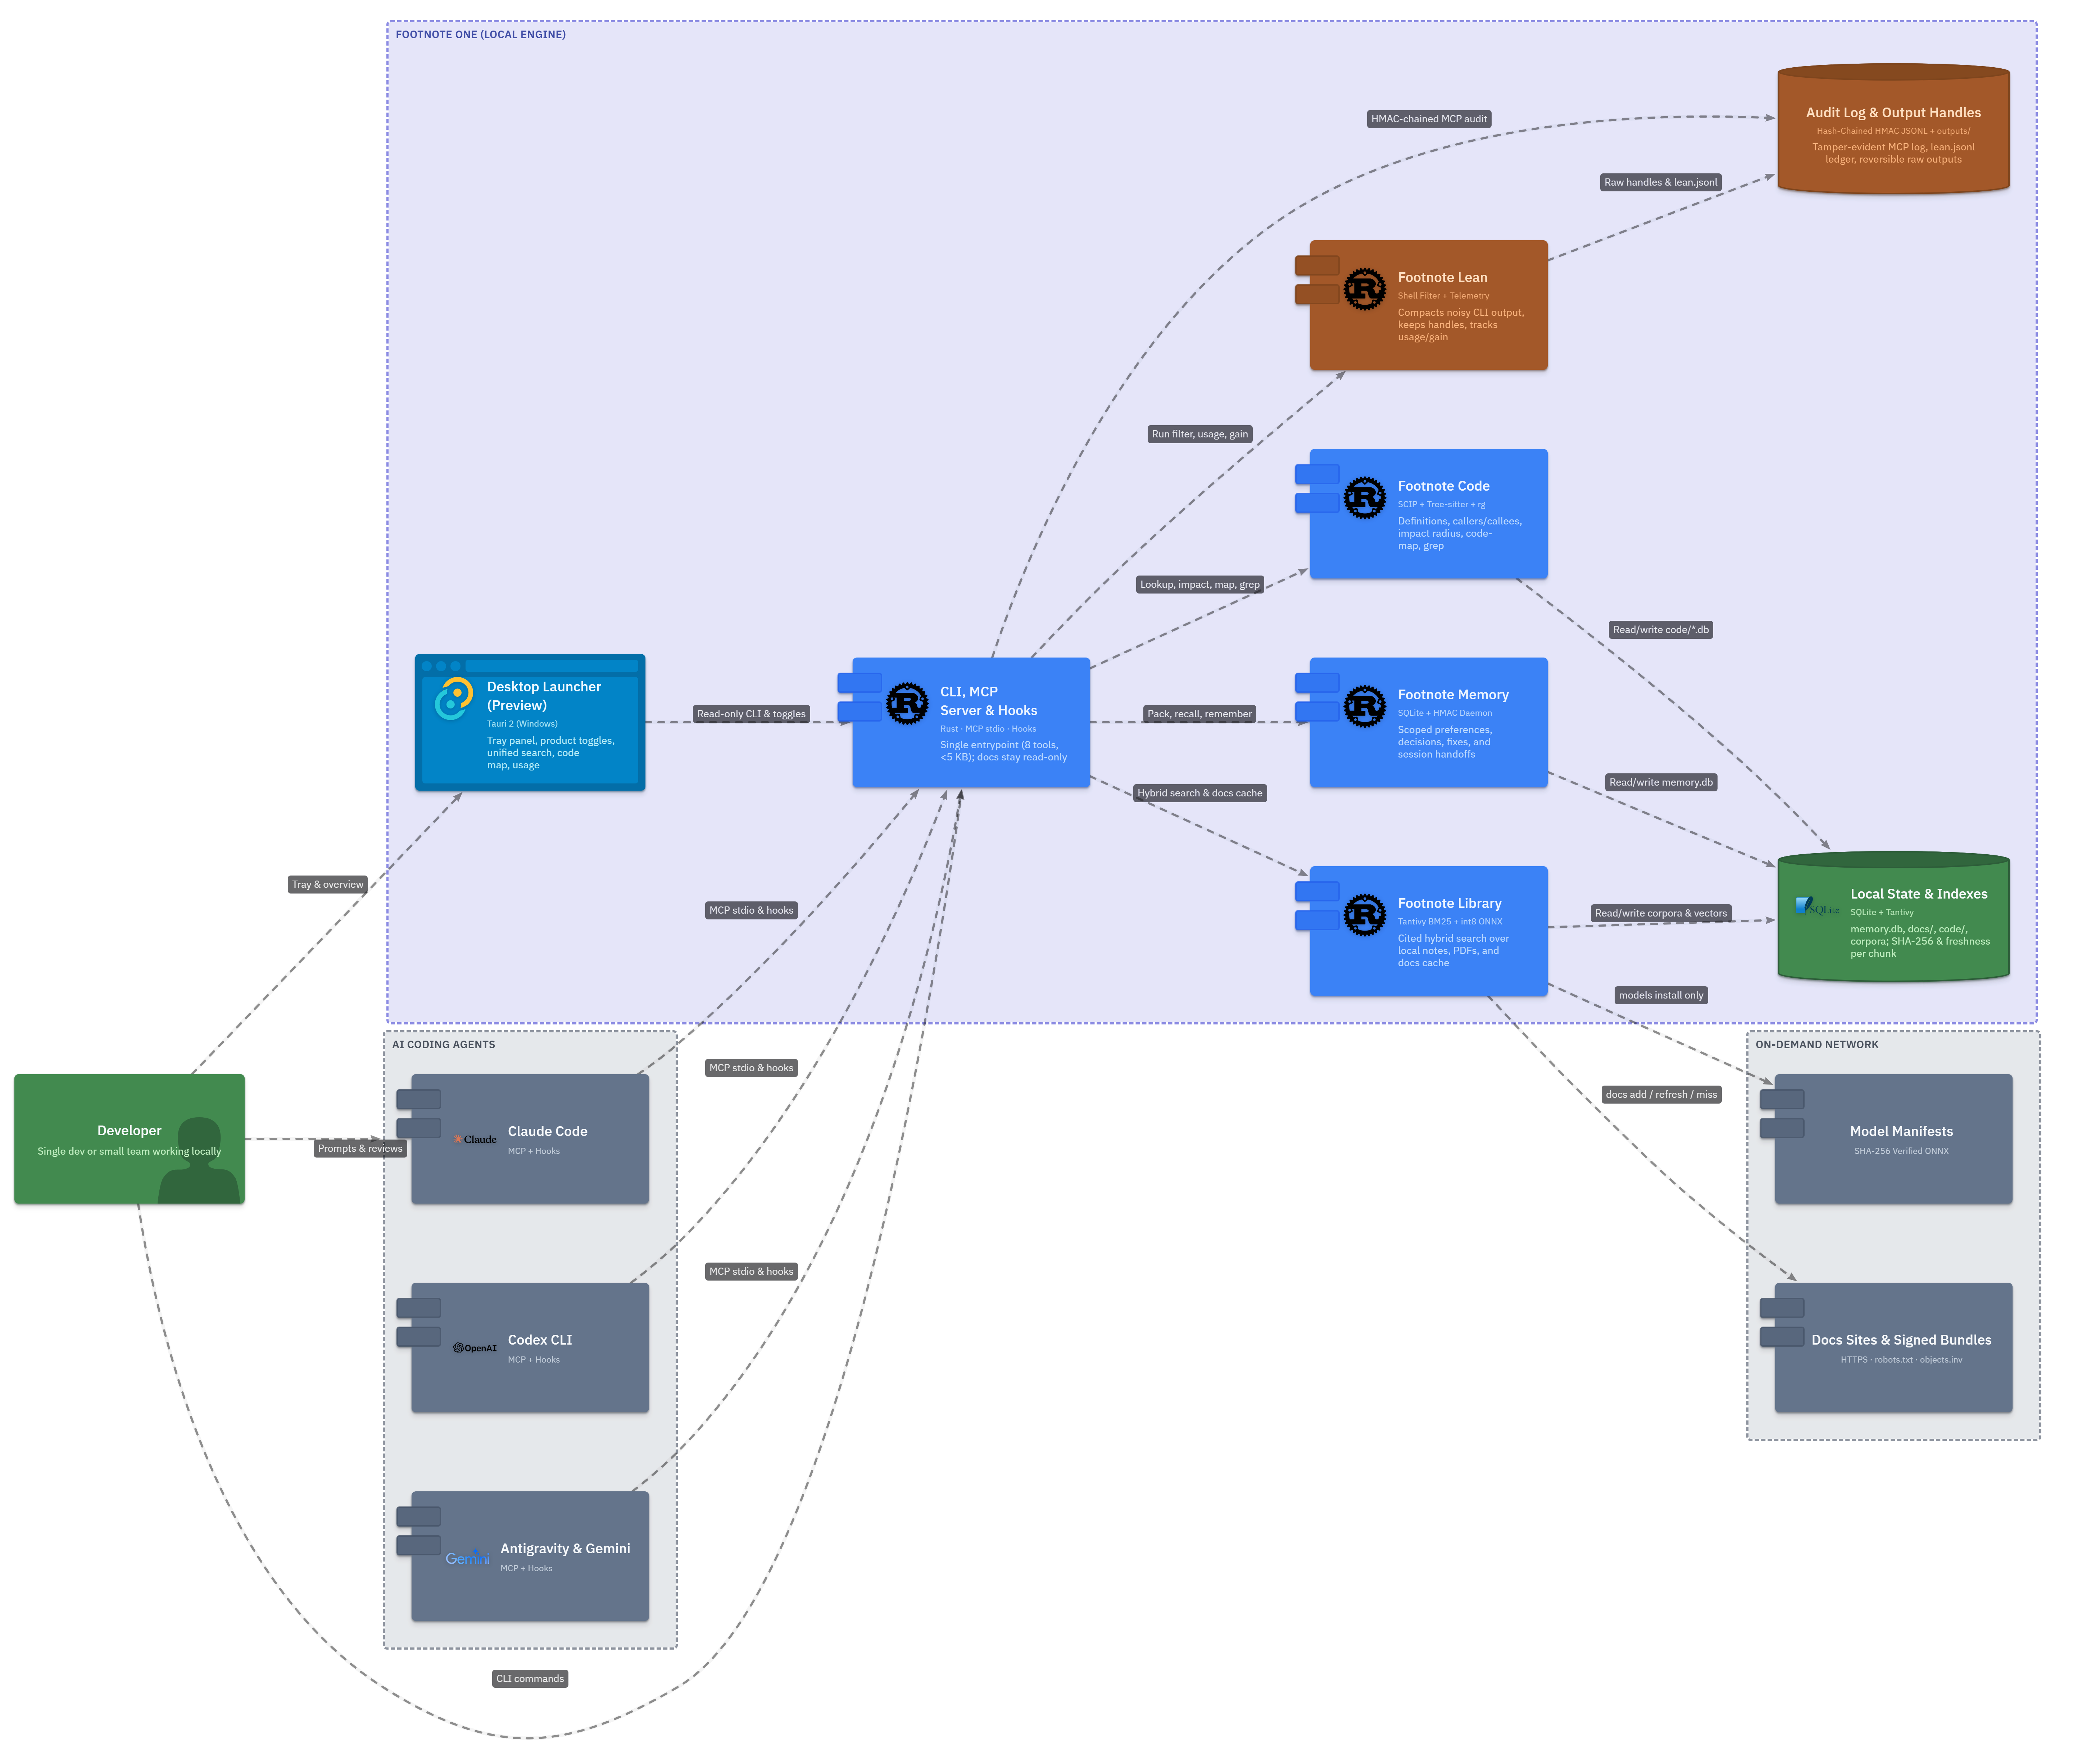 FOOTNOTE ONE (LOCAL ENGINE)
HMAC-chained MCP audit
Audit Log & Output Handles
Hash-Chained HMAC JSONL + outputs/
Tamper-evident MCP log, lean.jsonl
ledger, reversible raw outputs
Raw handles & lean.jsonl
Footnote Lean
Shell Filter + Telemetry
Compacts noisy CLI output,
keeps handles, tracks
usage/gain
Run filter, usage, gain
Footnote Code
SCIP + Tree-sitter + rg
Definitions, callers/callees,
impact radius, code-
map, grep
Lookup, impact, map, grep
Read/write code/*.db
Desktop Launcher
(Preview)
Tauri 2 (Windows)
Tray panel, product toggles,
unified search, code
map, usage
Read-only CLI & toggles
CLI, MCP
Server & Hooks
Rust · MCP stdio · Hooks
Single entrypoint (8 tools,
<5 KB); docs stay read-only
Pack, recall, remember
Footnote Memory
SQLite + HMAC Daemon
Scoped preferences,
decisions, fixes, and
session handoffs
Read/write memory.db
Hybrid search & docs cache
Tray & overview
MCP stdio & hooks
Footnote Library
Tantivy BM25 + int8 ONNX
Cited hybrid search over
local notes, PDFs, and
docs cache
Read/write corpora & vectors
SQLite
Local State & Indexes
SQLite + Tantivy
memory.db, docs/, code/,
corpora; SHA-256 & freshness
per chunk
models install only
AI CODING AGENTS
ON-DEMAND NETWORK
MCP stdio & hooks
docs add / refresh / miss
Developer
Single dev or small team working locally
Prompts & reviews
Claude
Claude Code
MCP + Hooks
Model Manifests
SHA-256 Verified ONNX
MCP stdio & hooks
OpenAI
Codex CLI
MCP + Hooks
Docs Sites & Signed Bundles
HTTPS · robots.txt · objects.inv
Gemini
Antigravity & Gemini
MCP + Hooks
CLI commands